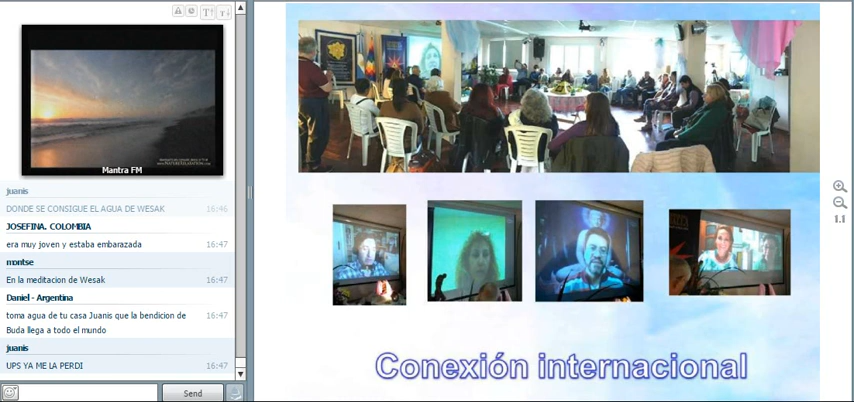 Mantra FM
juanis
DONDE SE CONSIGUE EL AGUA DE WESAK 16:46
JOSEFINA. COLOMBIA
era muy joven y estaba embarazada 16:47
montse
En la meditacion de Wesak 16:47
Daniel - Argentina
toma agua de tu casa Juanis que la bendicion de 16:47
Buda llega a todo el mundo
juanis
UPS YA ME LA PERDI 16:47
Send
1.1
Conexión internacional